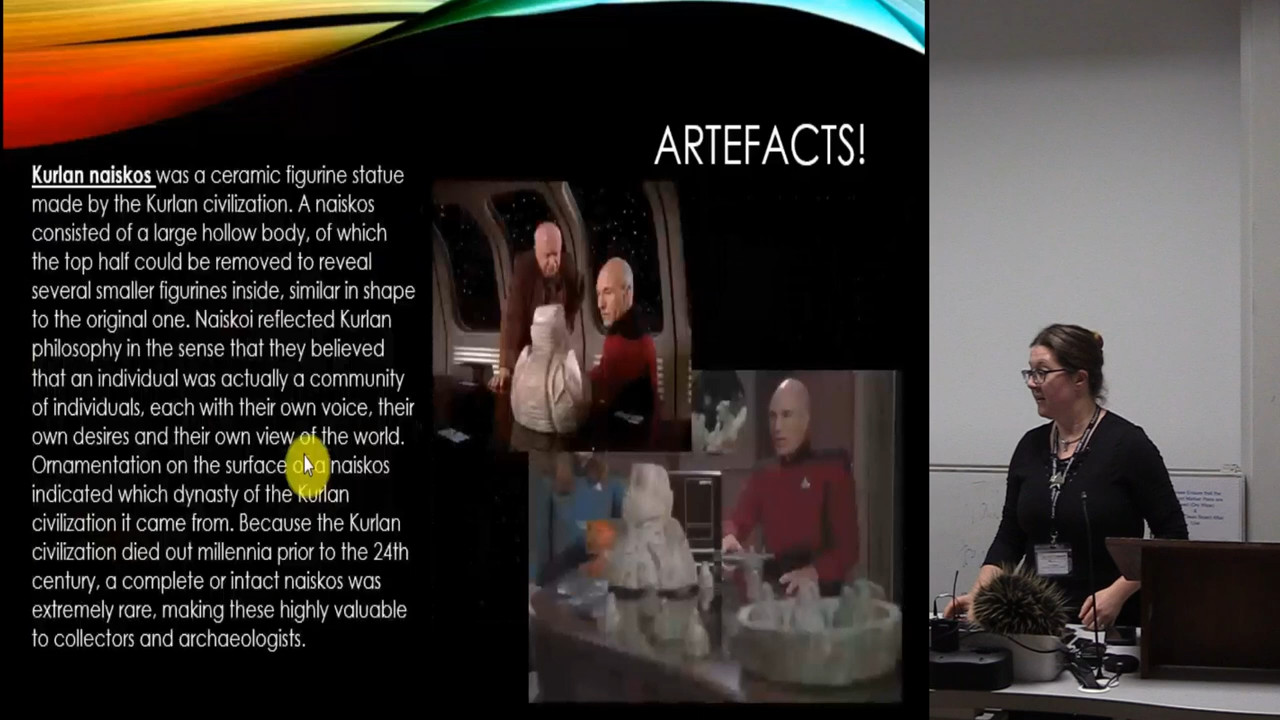 ARTEFACTS!
Kurlan naiskos was a ceramic figurine statue
made by the Kurlan civilization. A naiskos
consisted of a large hollow body, of which
the top half could be removed to reveal
several smaller figurines inside, similar in shape
to the original one. Naiskoi reflected Kurlan
philosophy in the sense that they believed
that an individual was actually a community
of individuals, each with their own voice, their
own desires and their own view of the world.
Ornamentation on the surface of a naiskos
indicated which dynasty of the Kurlan
civilization it came from. Because the Kurlan
civilization died out millennia prior to the 24th
century, a complete or intact naiskos was
extremely rare, making these highly valuable
to collectors and archaeologists.